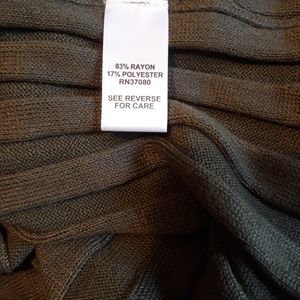 83% RAYON
17% POLYESTER
RN37080
SEE REVERSE
FOR CARE